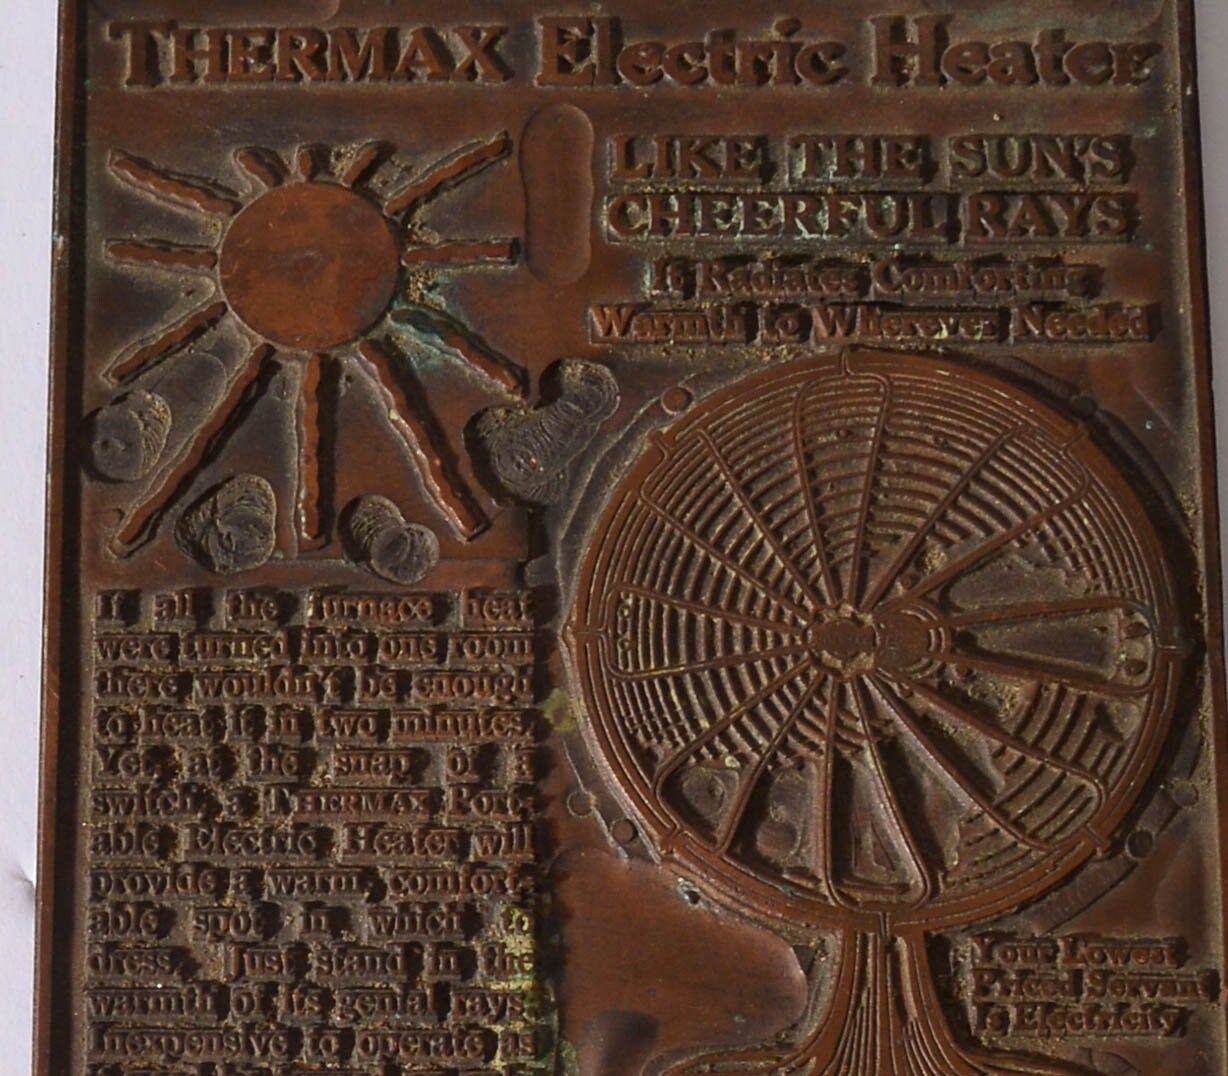 THERMAX Electric Heater
LIKE THE SUN'S
CHEERFUL RAYS
It Radiates Comforting
Warmth to Wherever Needed
If all the furnace heat
were turned into one room
there wouldn't be enough
to heat it in two minutes.
Yet, at the snap of a
switch, a THERMAX Port-
able Electric Heater will
provide a warm, comfort-
able spot in which to
dress. Just stand in the
warmth of its genial rays.
Inexpensive to operate as
Your Lowest
Priced Servant
Is Electricity